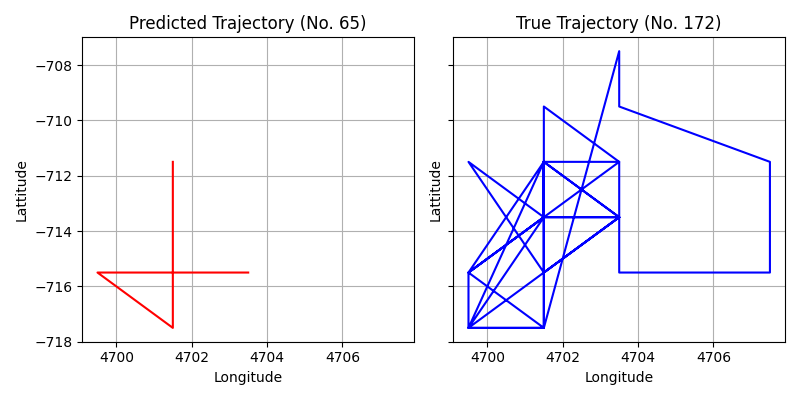 Predicted Trajectory (No. 65)
True Trajectory (No. 172)
Lattitude
−708
−710
−712
−714
−716
−718
4700 4702 4704 4706
Longitude
Lattitude
4700 4702 4704 4706
Longitude